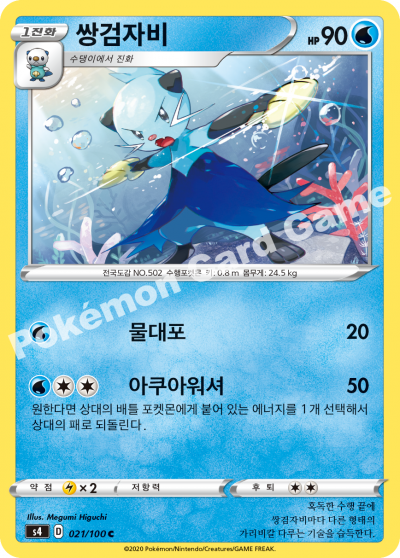 1진화
쌍검자비
HP 90
수댕이에서 진화
전국도감 NO.502 수행포켓몬 키: 0.8 m 몸무게: 24.5 kg
물대포 20
아쿠아워셔 50
원한다면 상대의 배틀 포켓몬에게 붙어 있는 에너지를 1개 선택해서
상대의 패로 되돌린다.
약점 ×2 저항력 후퇴
Illus. Megumi Higuchi
s4 D 021/100 C
혹독한 수행 끝에
쌍검자비마다 다른 형태의
가리비칼 다루는 기술을 습득한다.
©2020 Pokémon/Nintendo/Creatures/GAME FREAK.
Pokémon Card Game